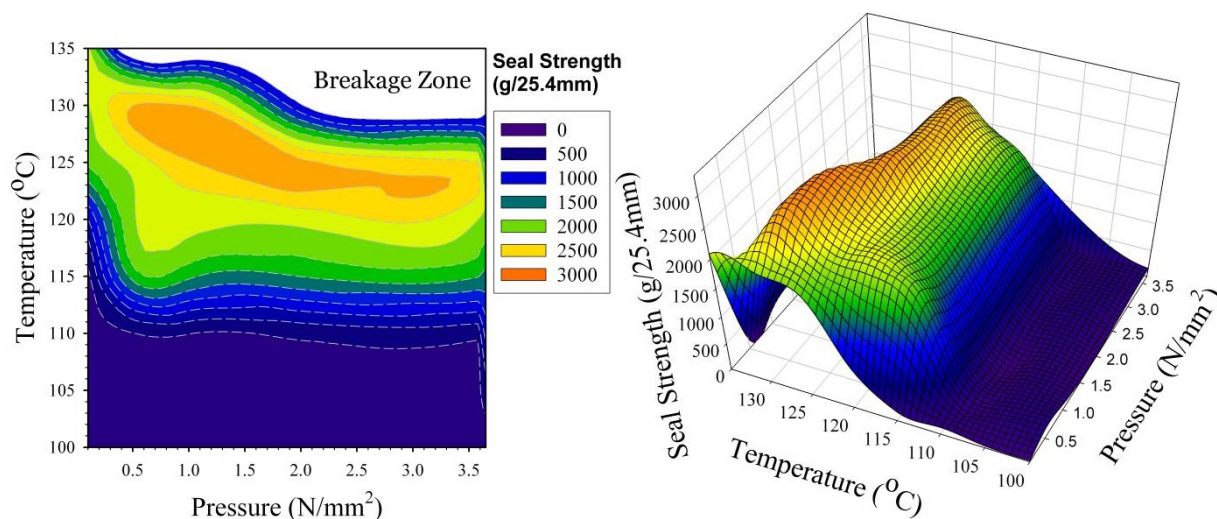 135
130
125
120
115
110
105
100
Temperature (°C)
0.5 1.0 1.5 2.0 2.5 3.0 3.5
Pressure (N/mm²)
Breakage Zone
Seal Strength
(g/25.4mm)
0
500
1000
1500
2000
2500
3000
3000
2500
2000
1500
1000
500
0
Seal Strength (g/25.4mm)
130 125 120 115 110 105 100
Temperature (°C)
3.5
3.0
2.5
2.0
1.5
1.0
0.5
Pressure (N/mm²)